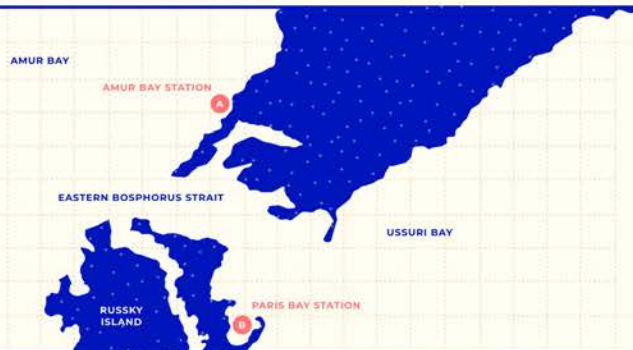 AMUR BAY
AMUR BAY STATION
A
EASTERN BOSPHORUS STRAIT
USSURI BAY
PARIS BAY STATION
RUSSKY
ISLAND
B